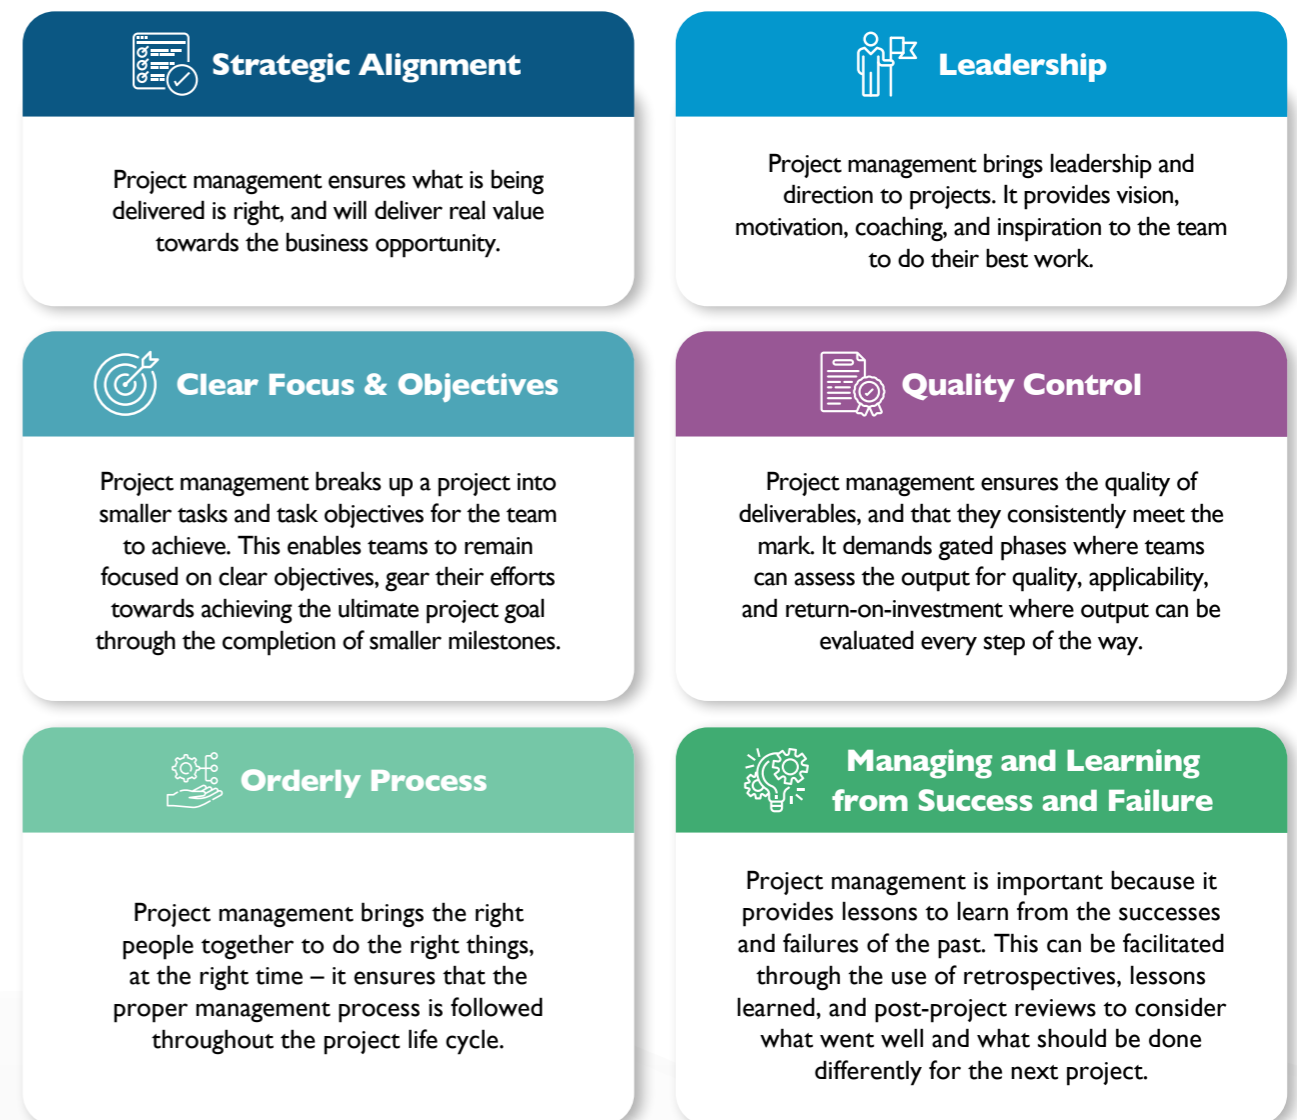 Strategic Alignment
Project management ensures what is being
delivered is right, and will deliver real value
towards the business opportunity.
Leadership
Project management brings leadership and
direction to projects. It provides vision,
motivation, coaching, and inspiration to the team
to do their best work.
Clear Focus & Objectives
Project management breaks up a project into
smaller tasks and task objectives for the team
to achieve. This enables teams to remain
focused on clear objectives, gear their efforts
towards achieving the ultimate project goal
through the completion of smaller milestones.
Quality Control
Project management ensures the quality of
deliverables, and that they consistently meet the
mark. It demands gated phases where teams
can assess the output for quality, applicability,
and return-on-investment where output can be
evaluated every step of the way.
Orderly Process
Project management brings the right
people together to do the right things,
at the right time – it ensures that the
proper management process is followed
throughout the project life cycle.
Managing and Learning
from Success and Failure
Project management is important because it
provides lessons to learn from the successes
and failures of the past. This can be facilitated
through the use of retrospectives, lessons
learned, and post-project reviews to consider
what went well and what should be done
differently for the next project.